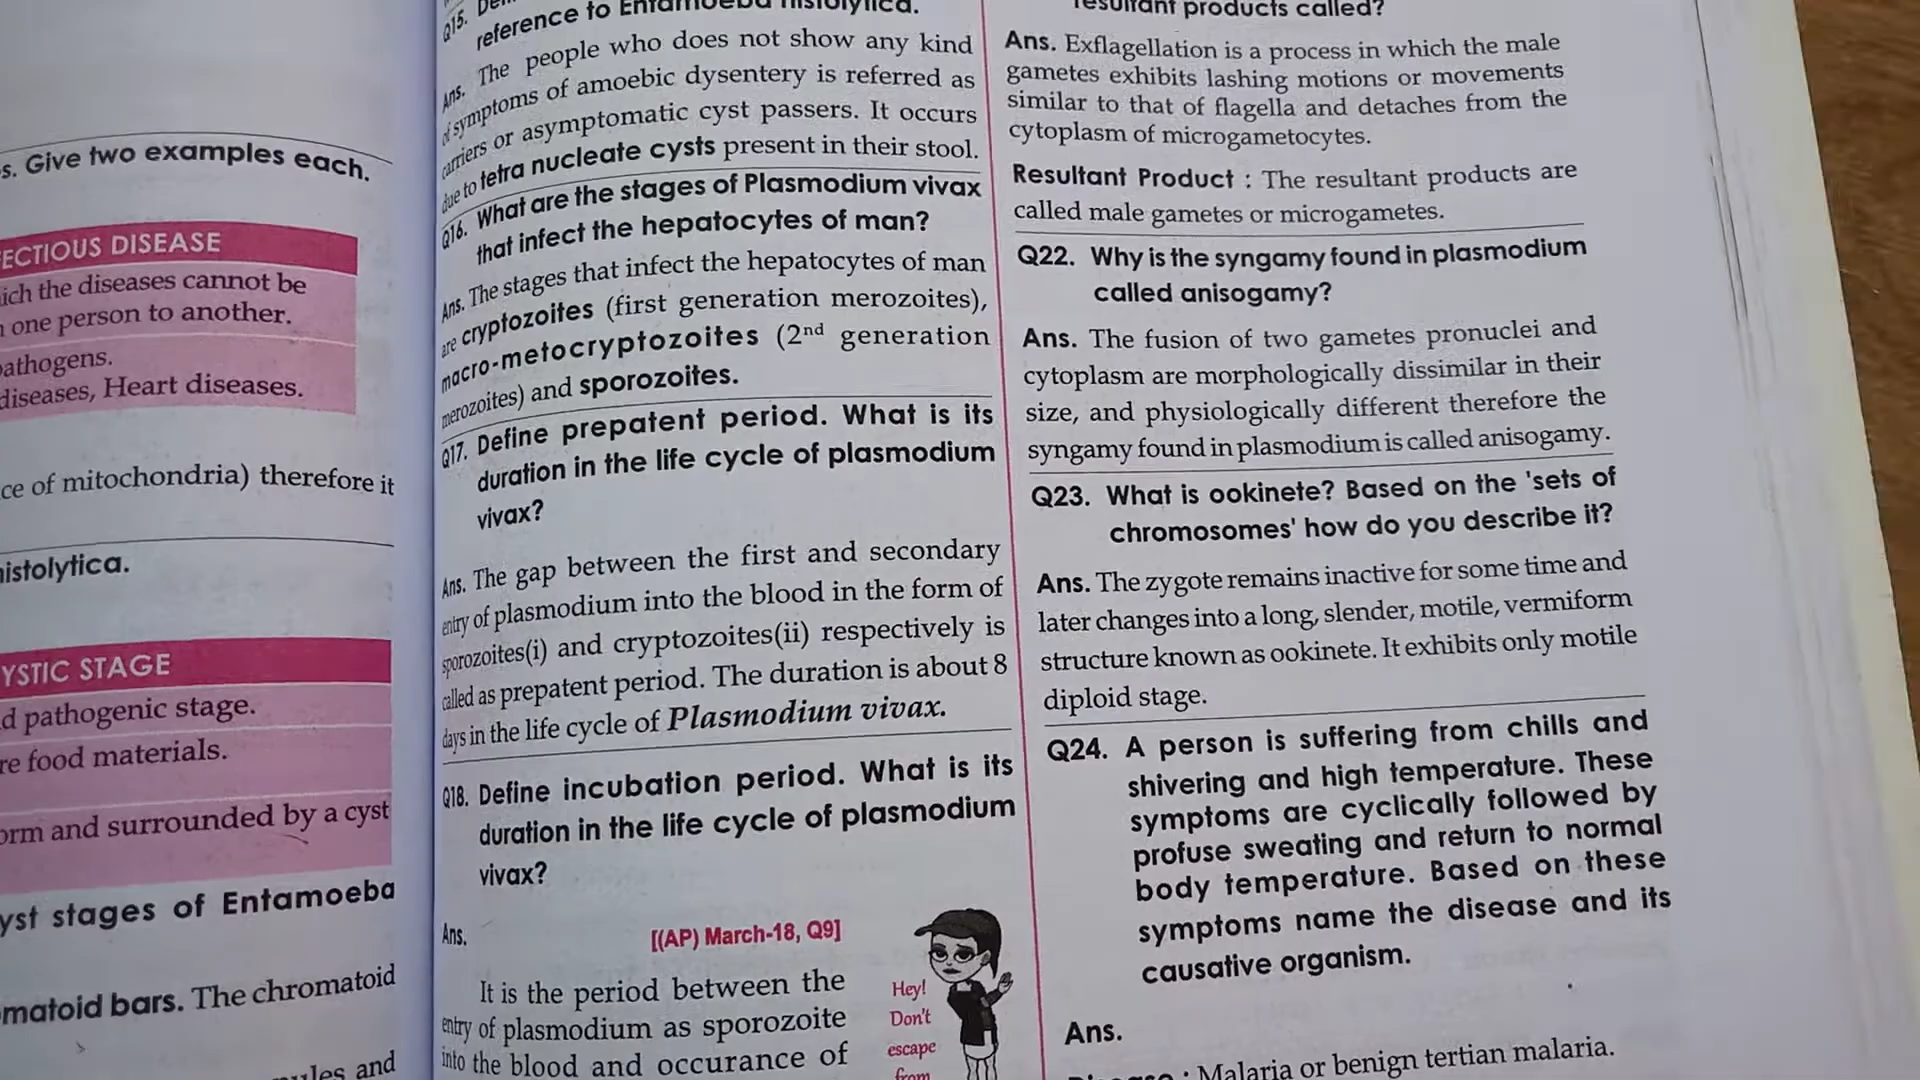 s. Give two examples each.
ECTIOUS DISEASE
ich the diseases cannot be
one person to another.
pathogens.
diseases, Heart diseases.
ce of mitochondria) therefore it
histolytica.
YSTIC STAGE
d pathogenic stage.
re food materials.
orm and surrounded by a cyst
yst stages of Entamoeba
matoid bars. The chromatoid
ules and
Q15.
reference to Entamoeba histolytica.
Ans. The people who does not show any kind
of symptoms of amoebic dysentery is referred as
carriers or asymptomatic cyst passers. It occurs
due to tetra nucleate cysts present in their stool.
Q16. What are the stages of Plasmodium vivax
that infect the hepatocytes of man?
Ans. The stages that infect the hepatocytes of man
are cryptozoites (first generation merozoites),
macro-metocryptozoites (2nd generation
merozoites) and sporozoites.
Q17. Define prepatent period. What is its
duration in the life cycle of plasmodium
vivax?
Ans. The gap between the first and secondary
entry of plasmodium into the blood in the form of
sporozoites(i) and cryptozoites(ii) respectively is
called as prepatent period. The duration is about 8
days in the life cycle of Plasmodium vivax.
Q18. Define incubation period. What is its
duration in the life cycle of plasmodium
vivax?
Ans. [(AP) March-18, Q9]
It is the period between the
entry of plasmodium as sporozoite
into the blood and occurance of
Hey!
Don't
escape
from
resultant products called?
Ans. Exflagellation is a process in which the male
gametes exhibits lashing motions or movements
similar to that of flagella and detaches from the
cytoplasm of microgametocytes.
Resultant Product : The resultant products are
called male gametes or microgametes.
Q22. Why is the syngamy found in plasmodium
called anisogamy?
Ans. The fusion of two gametes pronuclei and
cytoplasm are morphologically dissimilar in their
size, and physiologically different therefore the
syngamy found in plasmodium is called anisogamy.
Q23. What is ookinete? Based on the 'sets of
chromosomes' how do you describe it?
Ans. The zygote remains inactive for some time and
later changes into a long, slender, motile, vermiform
structure known as ookinete. It exhibits only motile
diploid stage.
Q24. A person is suffering from chills and
shivering and high temperature. These
symptoms are cyclically followed by
profuse sweating and return to normal
body temperature. Based on these
symptoms name the disease and its
causative organism.
Ans.
Disease : Malaria or benign tertian malaria.